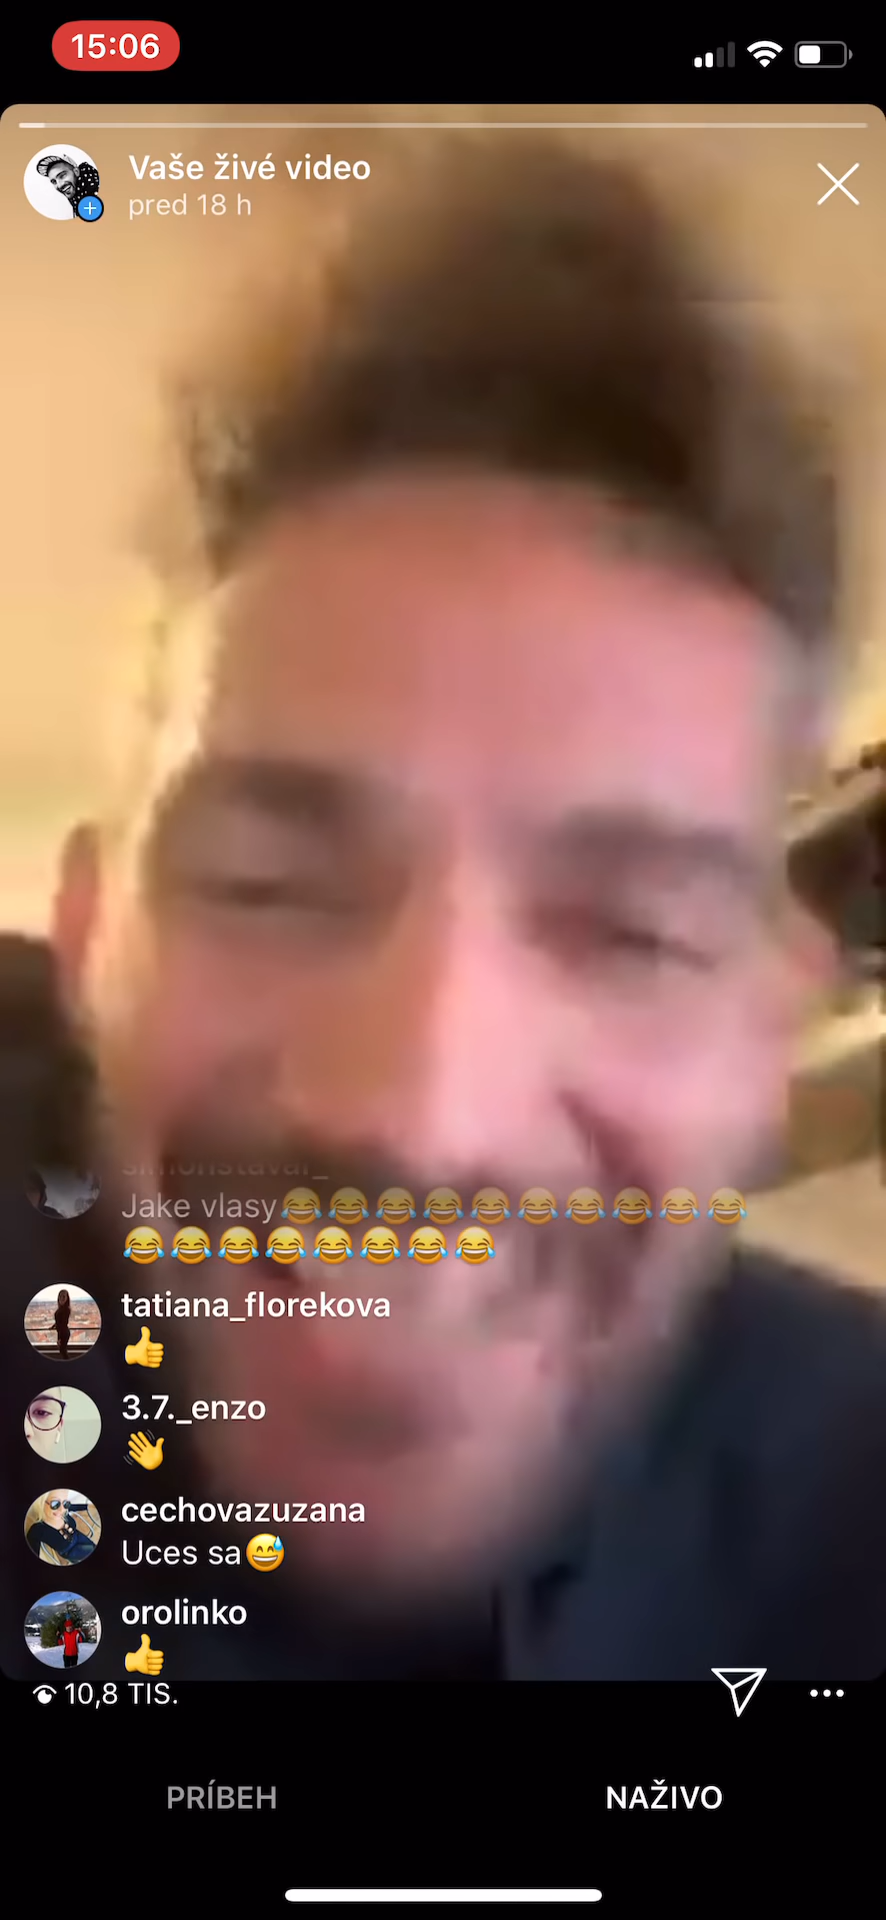 15:06
Vaše živé video
pred 18 h
simonstavar_
Jake vlasy😂😂😂😂😂😂😂😂😂😂
😂😂😂😂😂😂😂😂
tatiana_florekova
👍
3.7._enzo
👋
cechovazuzana
Uces sa😅
orolinko
👍
10,8 TIS.
PRÍBEH
NAŽIVO